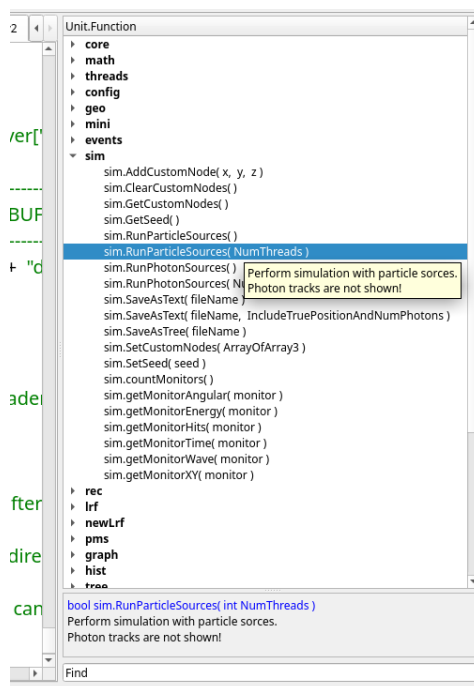 r2
Unit.Function
core
math
threads
config
geo
mini
events
sim
sim.AddCustomNode( x, y, z )
sim.ClearCustomNodes( )
sim.GetCustomNodes( )
sim.GetSeed( )
sim.RunParticleSources( )
sim.RunParticleSources( NumThreads )
sim.RunPhotonSources( )
sim.RunPhotonSources( Nu
Perform simulation with particle sorces.
Photon tracks are not shown!
sim.SaveAsText( fileName )
sim.SaveAsText( fileName, IncludeTruePositionAndNumPhotons )
sim.SaveAsTree( fileName )
sim.SetCustomNodes( ArrayOfArray3 )
sim.SetSeed( seed )
sim.countMonitors( )
sim.getMonitorAngular( monitor )
sim.getMonitorEnergy( monitor )
sim.getMonitorHits( monitor )
sim.getMonitorTime( monitor )
sim.getMonitorWave( monitor )
sim.getMonitorXY( monitor )
rec
lrf
newLrf
pms
graph
hist
tree
ver["
------
BUF
------
+ "d
ader
fter
dire
can
bool sim.RunParticleSources( int NumThreads )
Perform simulation with particle sorces.
Photon tracks are not shown!
Find